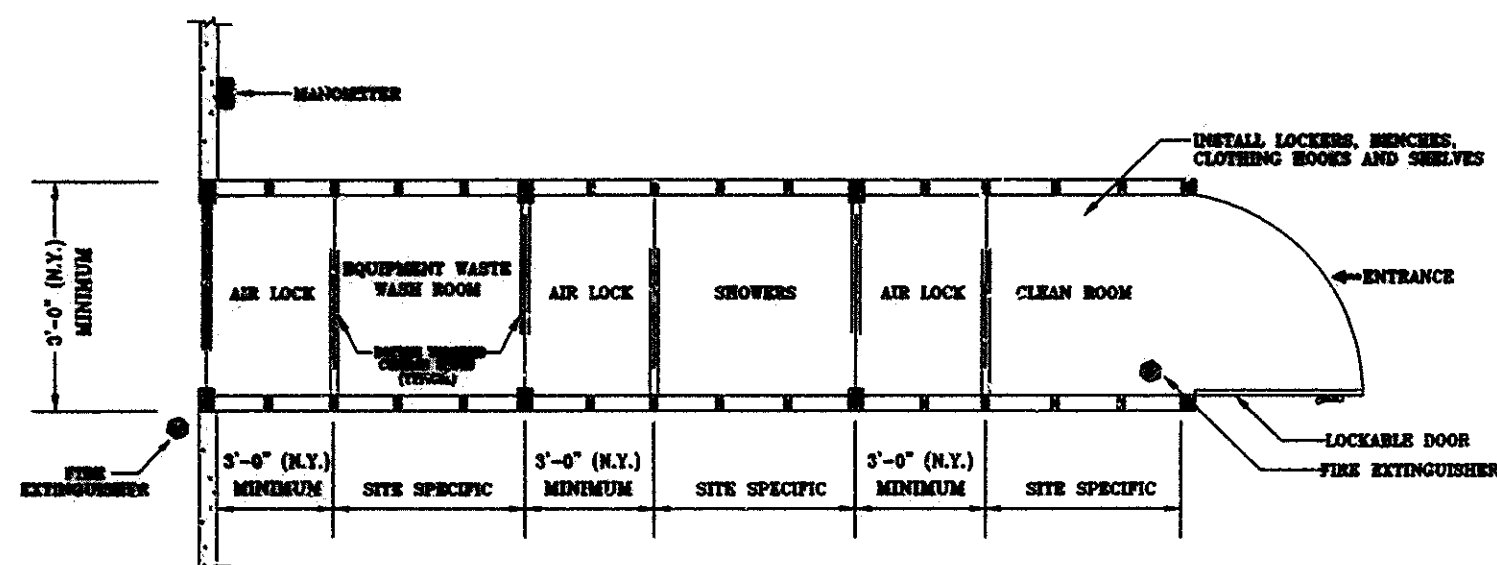 MANOMETER
INSTALL LOCKERS, BENCHES,
CLOTHING HOOKS AND SHELVES
3'-0" (N.Y.)
MINIMUM
AIR LOCK
EQUIPMENT WASTE
WASH ROOM
AIR LOCK
SHOWERS
AIR LOCK
CLEAN ROOM
ENTRANCE
(TYPICAL)
FIRE
EXTINGUISHER
LOCKABLE DOOR
FIRE EXTINGUISHER
3'-0" (N.Y.)
MINIMUM
SITE SPECIFIC
3'-0" (N.Y.)
MINIMUM
SITE SPECIFIC
3'-0" (N.Y.)
MINIMUM
SITE SPECIFIC